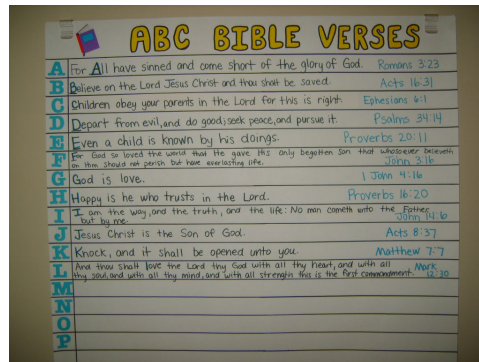 ABC BIBLE VERSES
A For All have sinned and come short of the glory of God. Romans 3:23
B Believe on the Lord Jesus Christ and thou shalt be saved. Acts 16:31
C Children obey your parents in the Lord for this is right Ephesians 6:1
D Depart from evil, and do good; seek peace, and pursue it. Psalms 34:14
E Even a child is known by his doings. Proverbs 20:11
F For God so loved the world that He gave this only begotten Son that whosoever believeth
on Him should not perish but have everlasting life. John 3:16
G God is love. 1 John 4:16
H Happy is he who trusts in the Lord. Proverbs 16:20
I I am the way, and the truth, and the life: No man cometh unto the Father
but by me. John 14:6
J Jesus Christ is the Son of God. Acts 8:37
K Knock, and it shall be opened unto you. Matthew 7:7
L And thou shalt love the Lord thy God with all thy heart, and with all
thy soul, and with all thy mind, and with all strength this is the first commandment. Mark 12:30
M
N
O
P